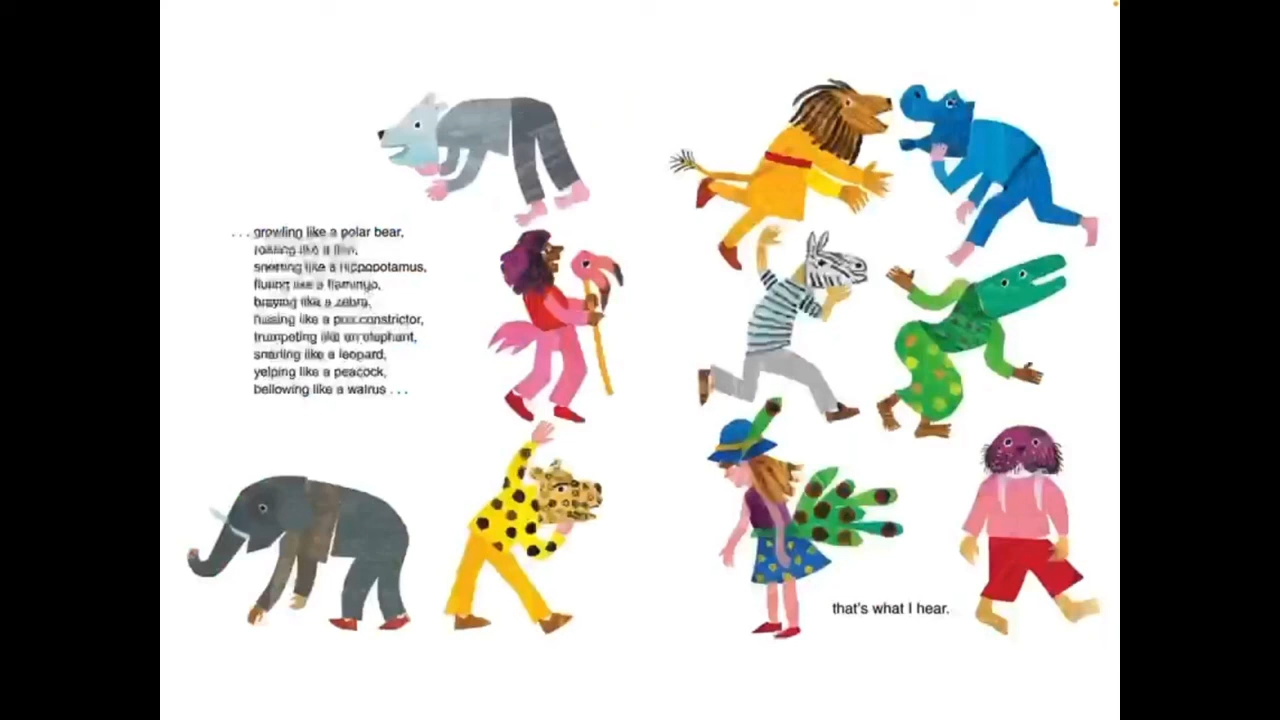 . . . growling like a polar bear,
roaring like a lion,
snorting like a hippopotamus,
fluting like a flamingo,
braying like a zebra,
hissing like a boa constrictor,
trumpeting like an elephant,
snarling like a leopard,
yelping like a peacock,
bellowing like a walrus . . .
that's what I hear.